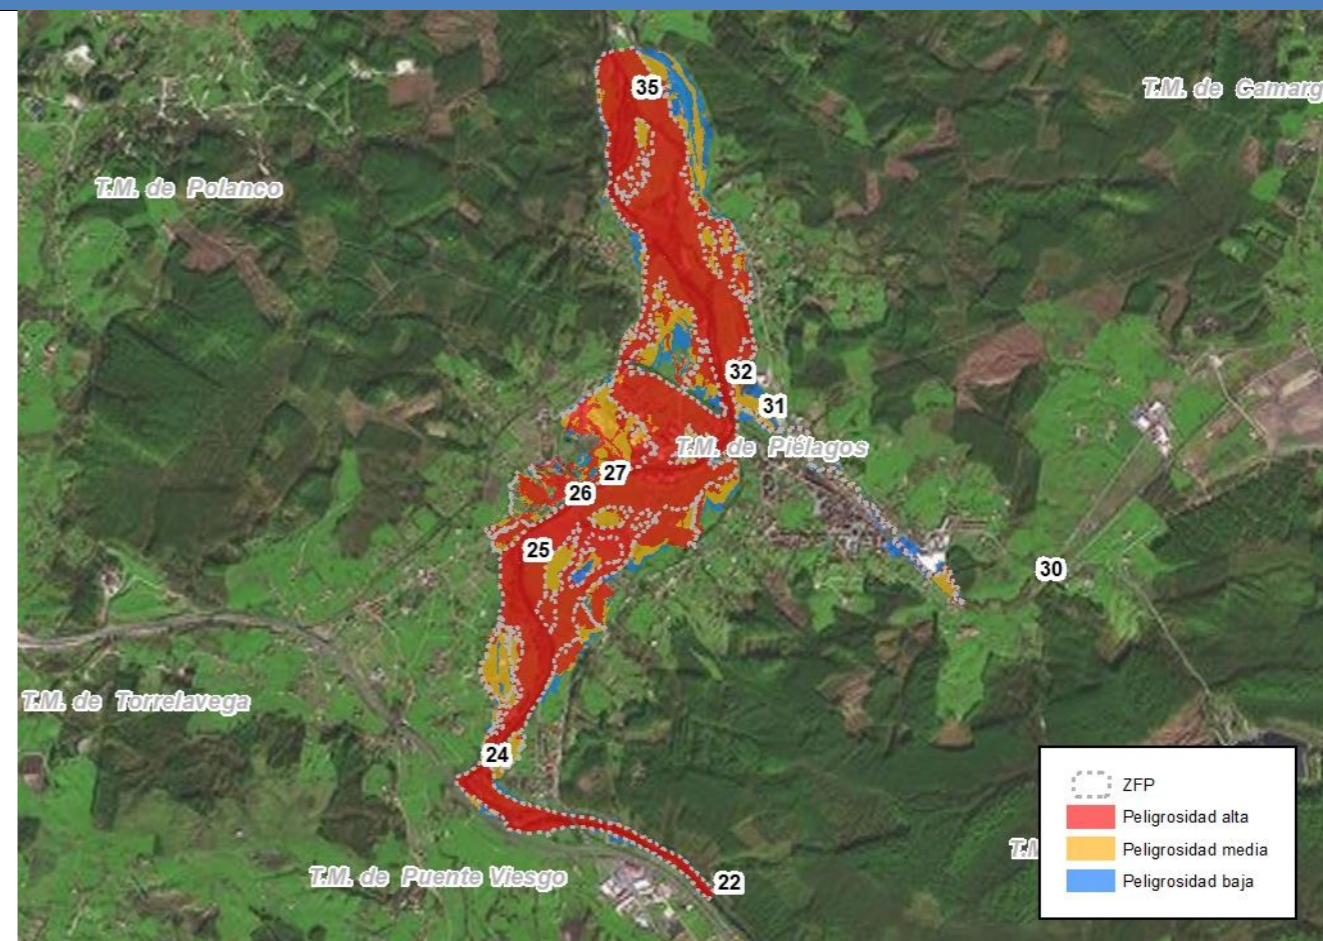 35
T.M. de Camarg
T.M. de Polanco
32
31
T.M. de Piélagos
27
26
25
30
T.M. de Torrelavega
24
ZFP
Peligrosidad alta
Peligrosidad media
Peligrosidad baja
T.M. de Puente Viesgo
22